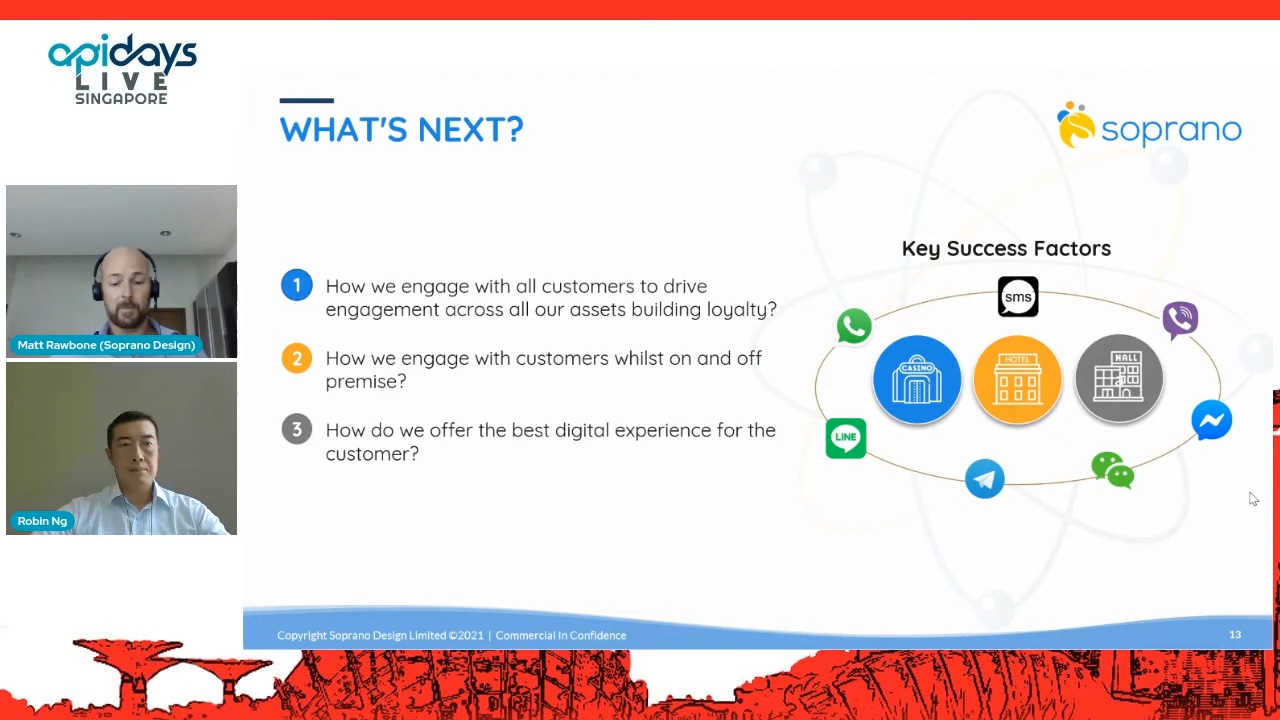 apidays
LIVE
SINGAPORE
WHAT'S NEXT?
soprano
Matt Rawbone (Soprano Design)
Robin Ng
1 How we engage with all customers to drive
engagement across all our assets building loyalty?
2 How we engage with customers whilst on and off
premise?
3 How do we offer the best digital experience for the
customer?
Key Success Factors
sms
CASINO
HOTEL
MALL
LINE
Copyright Soprano Design Limited ©2021 | Commercial In Confidence
13